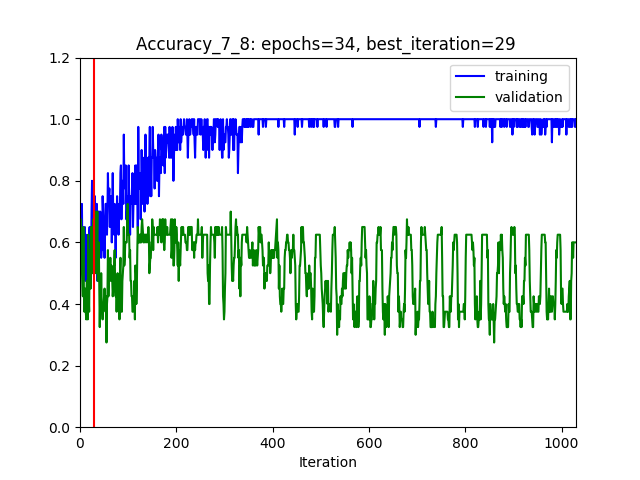 Accuracy_7_8: epochs=34, best_iteration=29
training
validation
1.2
1.0
0.8
0.6
0.4
0.2
0.0
0 200 400 600 800 1000
Iteration